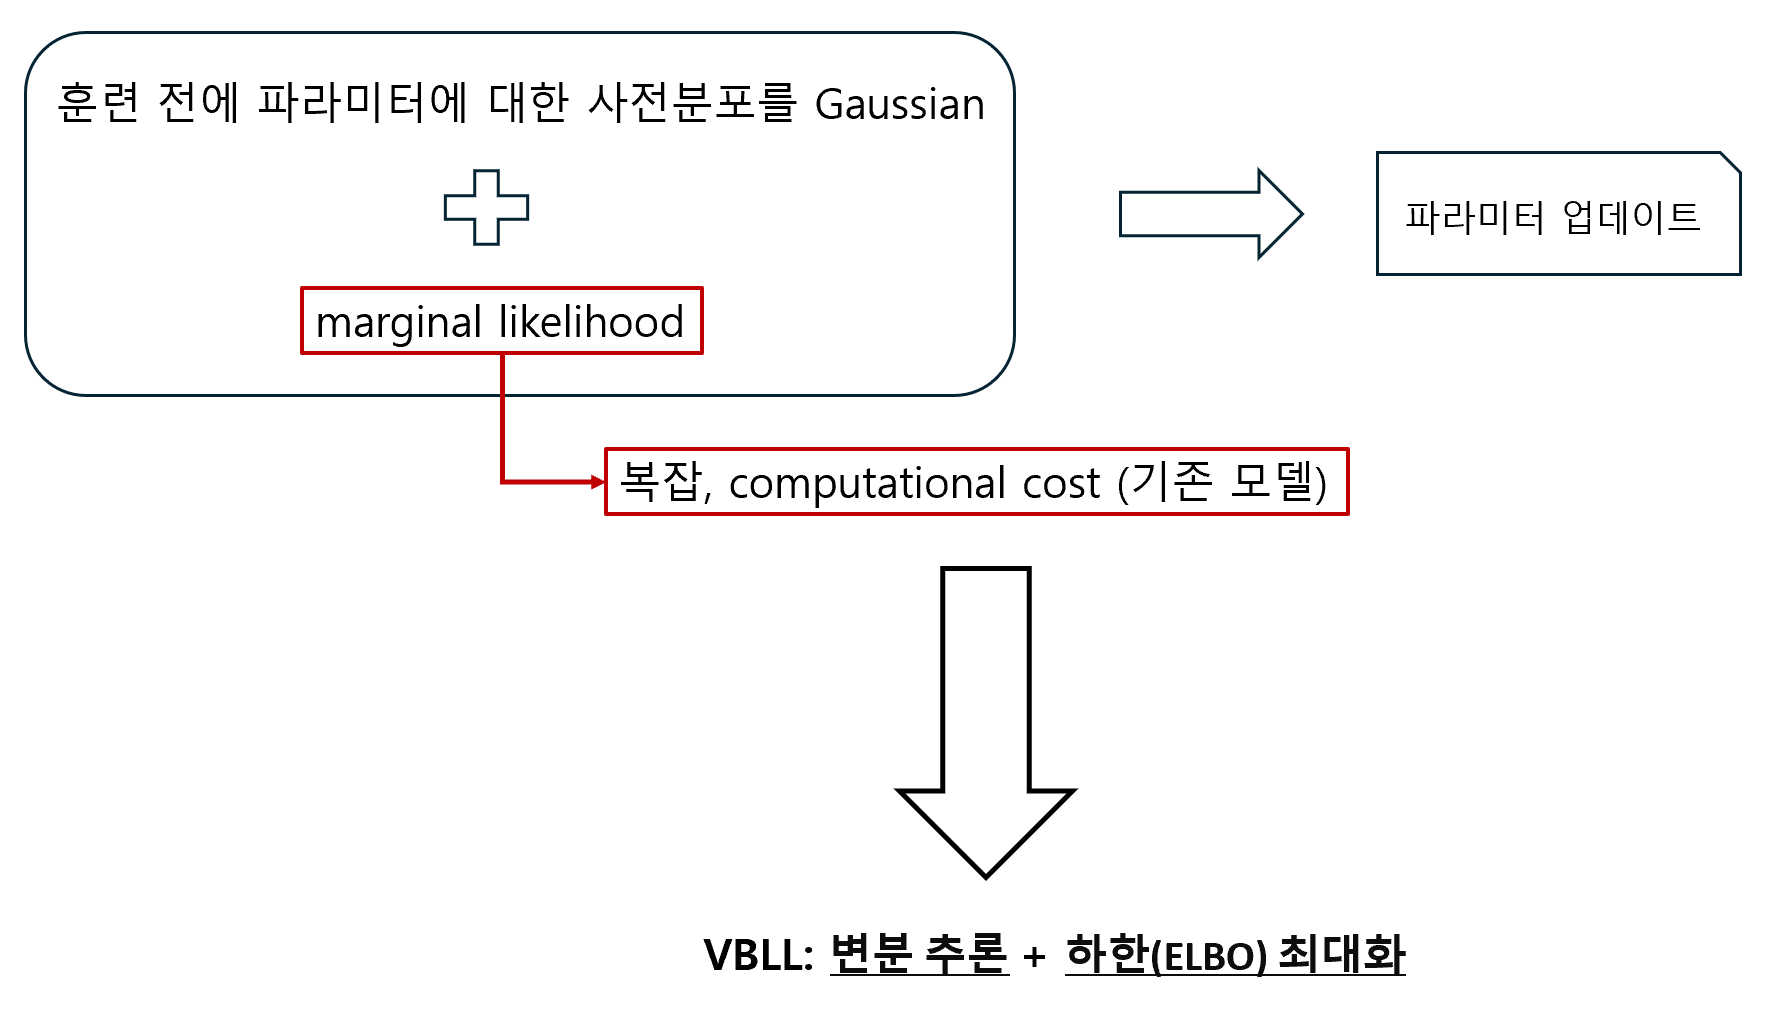 훈련 전에 파라미터에 대한 사전분포를 Gaussian
marginal likelihood
파라미터 업데이트
복잡, computational cost (기존 모델)
VBLL: 변분 추론 + 하한(ELBO) 최대화